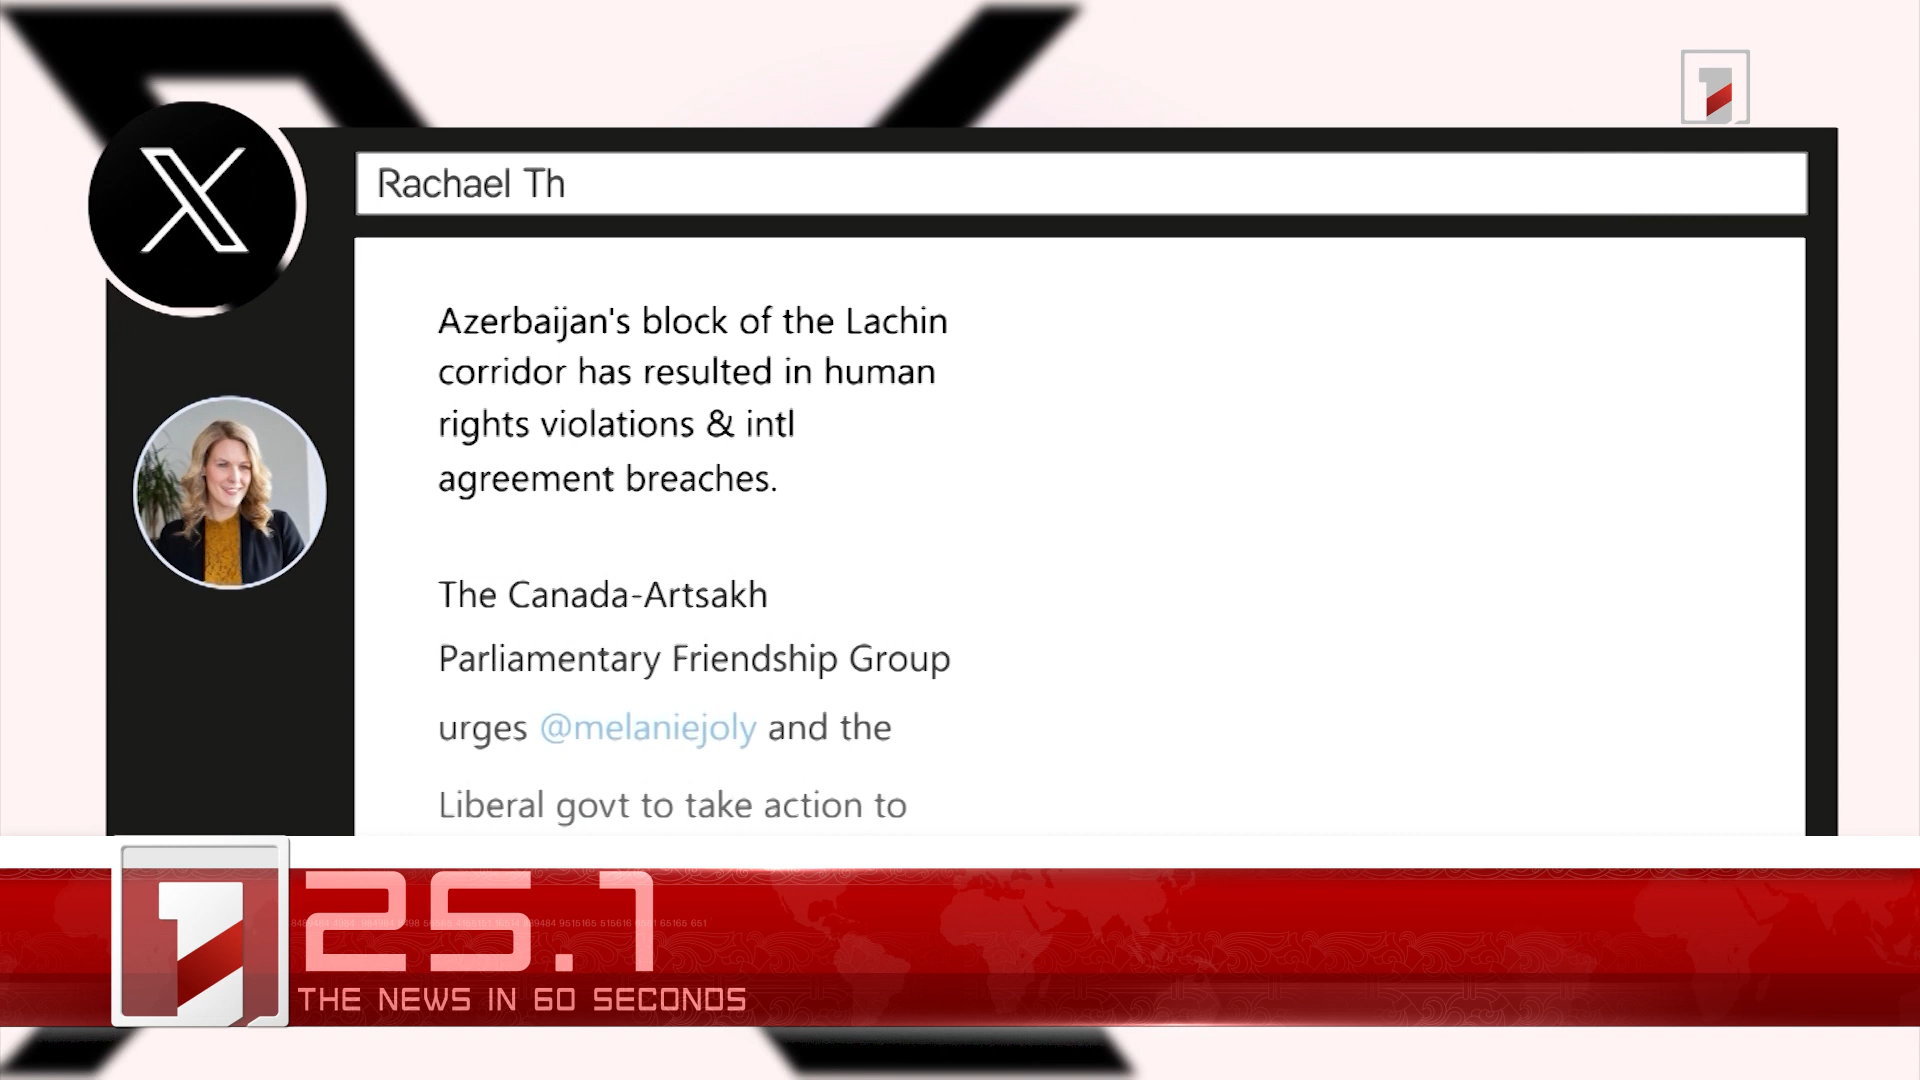 Rachael Th
Azerbaijan's block of the Lachin
corridor has resulted in human
rights violations & intl
agreement breaches.
The Canada-Artsakh
Parliamentary Friendship Group
urges @melaniejoly and the
Liberal govt to take action to
25.1
THE NEWS IN 60 SECONDS